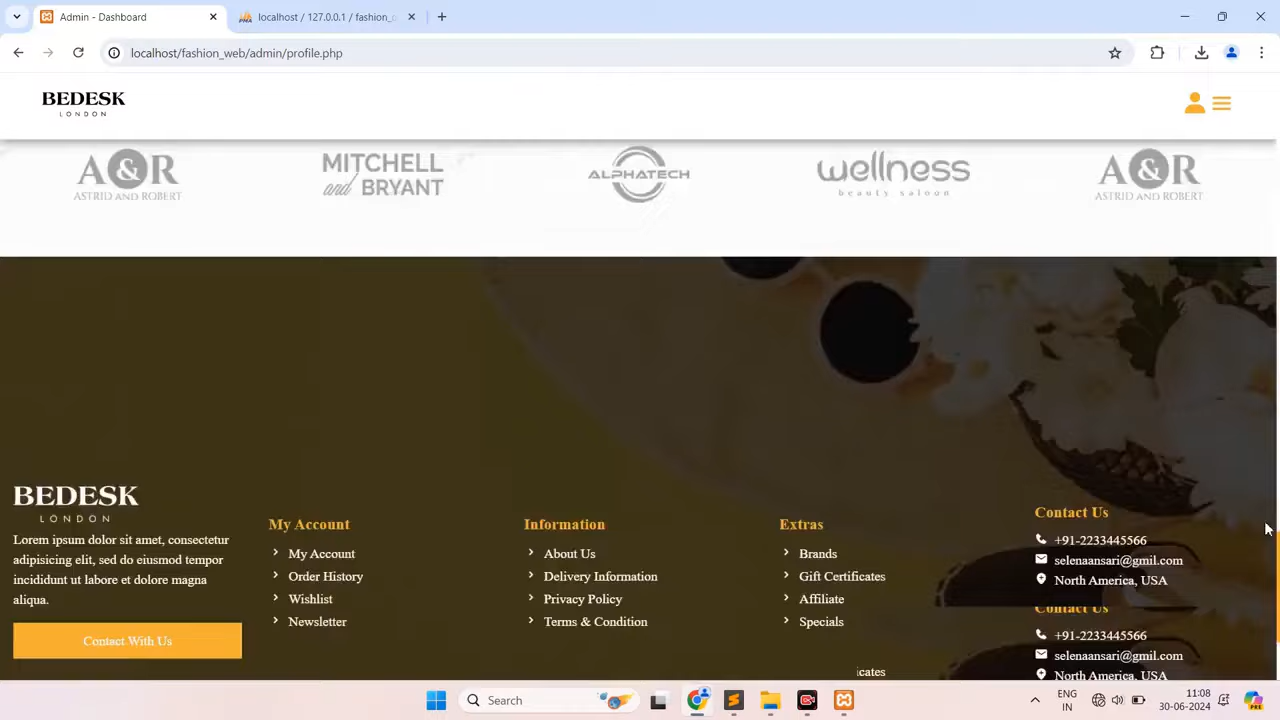 Admin - Dashboard
localhost / 127.0.0.1 / fashion_
localhost/fashion_web/admin/profile.php
BEDESK
LONDON
A&R
ASTRID AND ROBERT
MITCHELL
and BRYANT
ALPHATECH
wellness
beauty saloon
A&R
ASTRID AND ROBERT
BEDESK
LONDON
Lorem ipsum dolor sit amet, consectetur
adipisicing elit, sed do eiusmod tempor
incididunt ut labore et dolore magna
aliqua.
Contact With Us
My Account
My Account
Order History
Wishlist
Newsletter
Information
About Us
Delivery Information
Privacy Policy
Terms & Condition
Extras
Brands
Gift Certificates
Affiliate
Specials
icates
Contact Us
+91-2233445566
selenaansari@gmil.com
North America, USA
Contact Us
+91-2233445566
selenaansari@gmil.com
North America, USA
Search
ENG
IN
11:08
30-06-2024